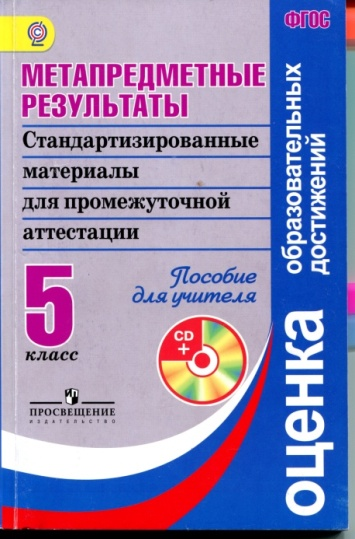 ФГОС
МЕТАПРЕДМЕТНЫЕ
РЕЗУЛЬТАТЫ
Стандартизированные
материалы
для промежуточной
аттестации
5
класс
Пособие
для учителя
CD
+
ПРОСВЕЩЕНИЕ
ИЗДАТЕЛЬСТВО
оценка
образовательных
достижений